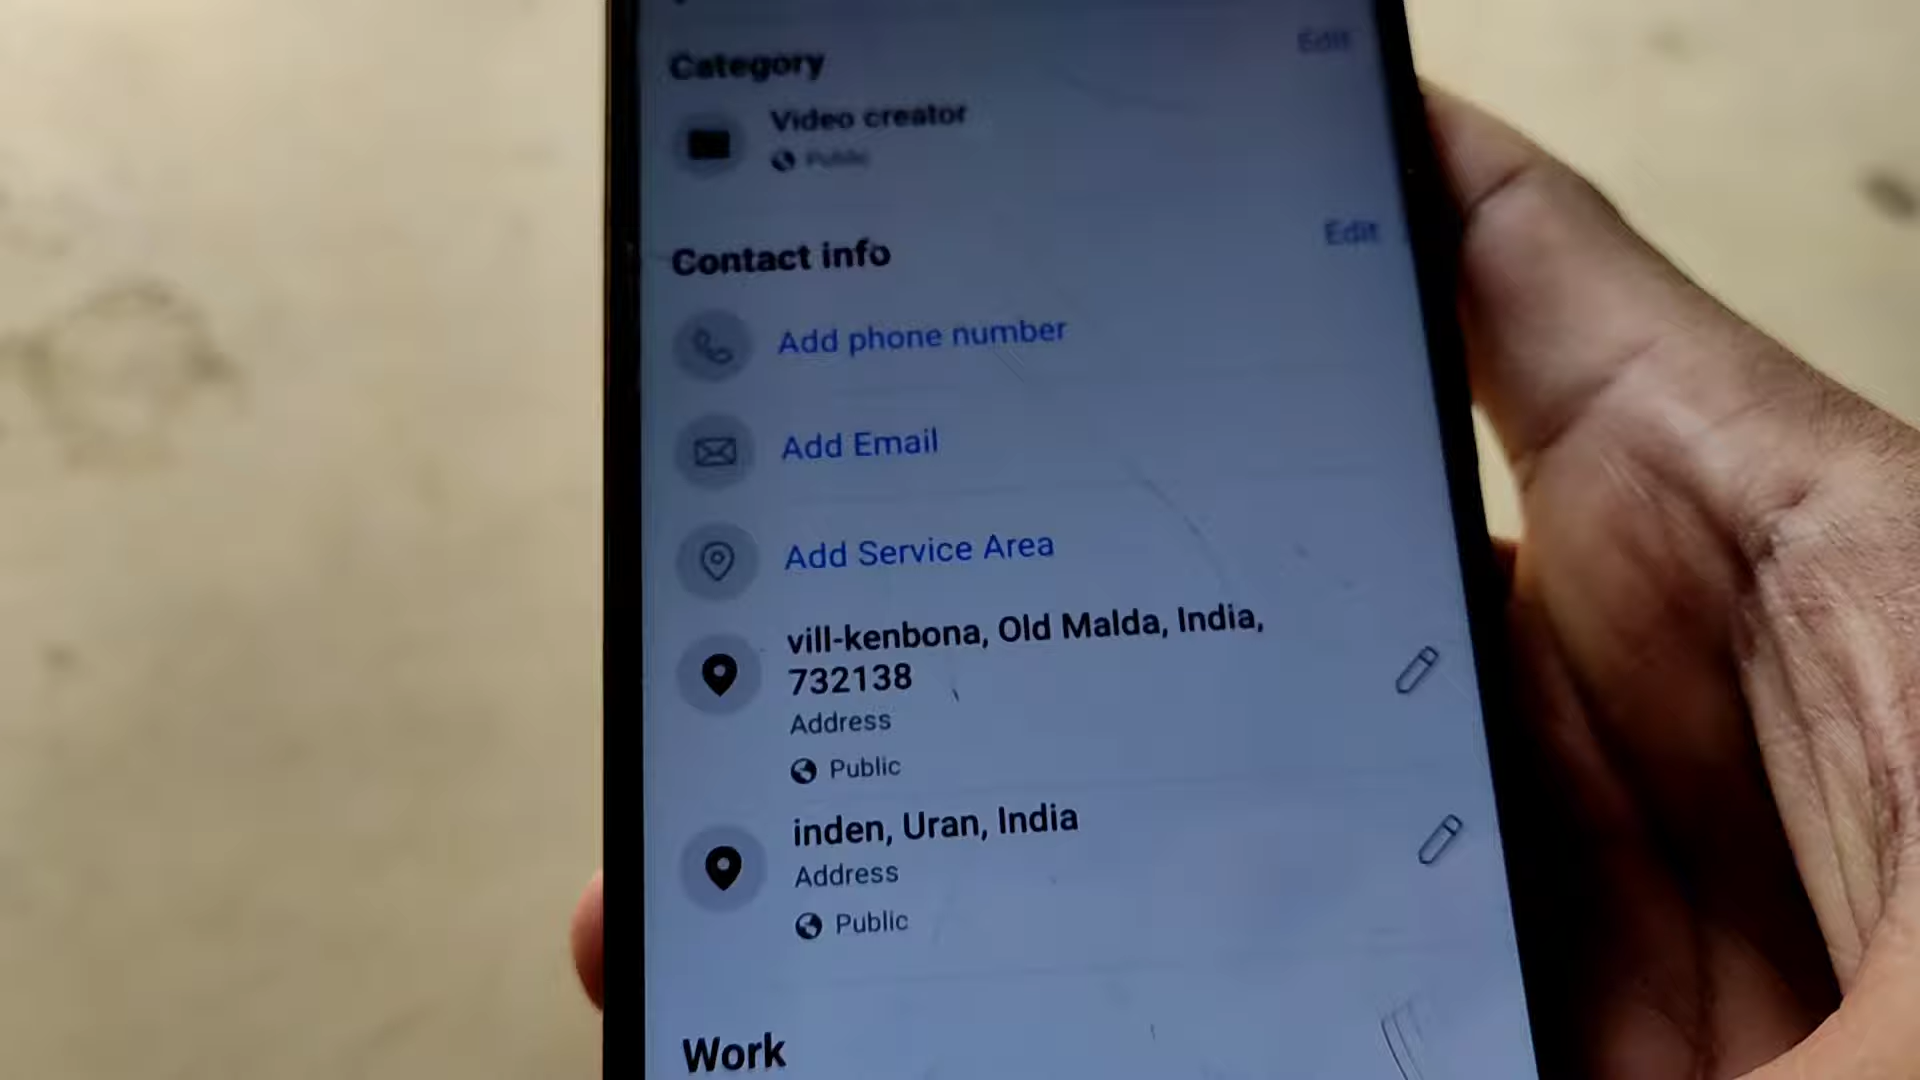 Category
Edit
Video creator
Public
Contact info
Edit
Add phone number
Add Email
Add Service Area
vill-kenbona, Old Malda, India,
732138
Address
Public
inden, Uran, India
Address
Public
Work